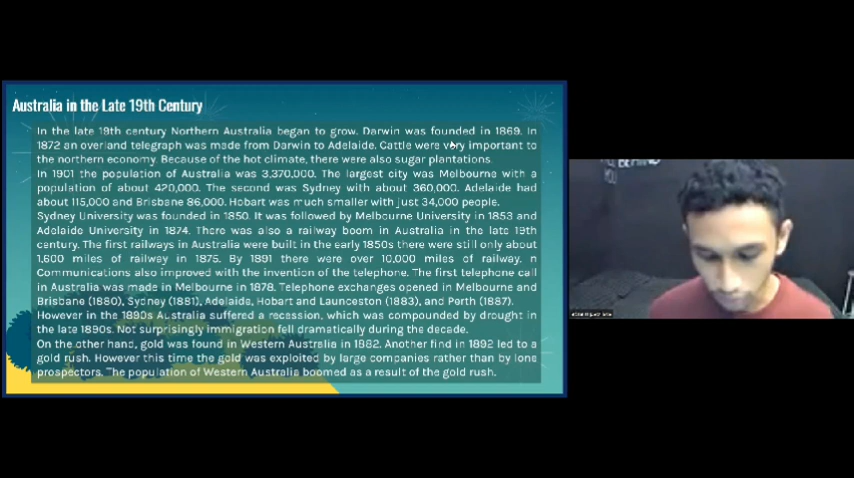 Australia in the Late 19th Century
In the late 19th century Northern Australia began to grow. Darwin was founded in 1869. In
1872 an overland telegraph was made from Darwin to Adelaide. Cattle were very important to
the northern economy. Because of the hot climate, there were also sugar plantations.
In 1901 the population of Australia was 3,370,000. The largest city was Melbourne with a
population of about 420,000. The second was Sydney with about 360,000. Adelaide had
about 115,000 and Brisbane 86,000. Hobart was much smaller with just 34,000 people.
Sydney University was founded in 1850. It was followed by Melbourne University in 1853 and
Adelaide University in 1874. There was also a railway boom in Australia in the late 19th
century. The first railways in Australia were built in the early 1850s there were still only about
1,600 miles of railway in 1875. By 1891 there were over 10,000 miles of railway. n
Communications also improved with the invention of the telephone. The first telephone call
in Australia was made in Melbourne in 1878. Telephone exchanges opened in Melbourne and
Brisbane (1880), Sydney (1881), Adelaide, Hobart and Launceston (1883), and Perth (1887).
However in the 1890s Australia suffered a recession, which was compounded by drought in
the late 1890s. Not surprisingly immigration fell dramatically during the decade.
On the other hand, gold was found in Western Australia in 1882. Another find in 1892 led to a
gold rush. However this time the gold was exploited by large companies rather than by lone
prospectors. The population of Western Australia boomed as a result of the gold rush.